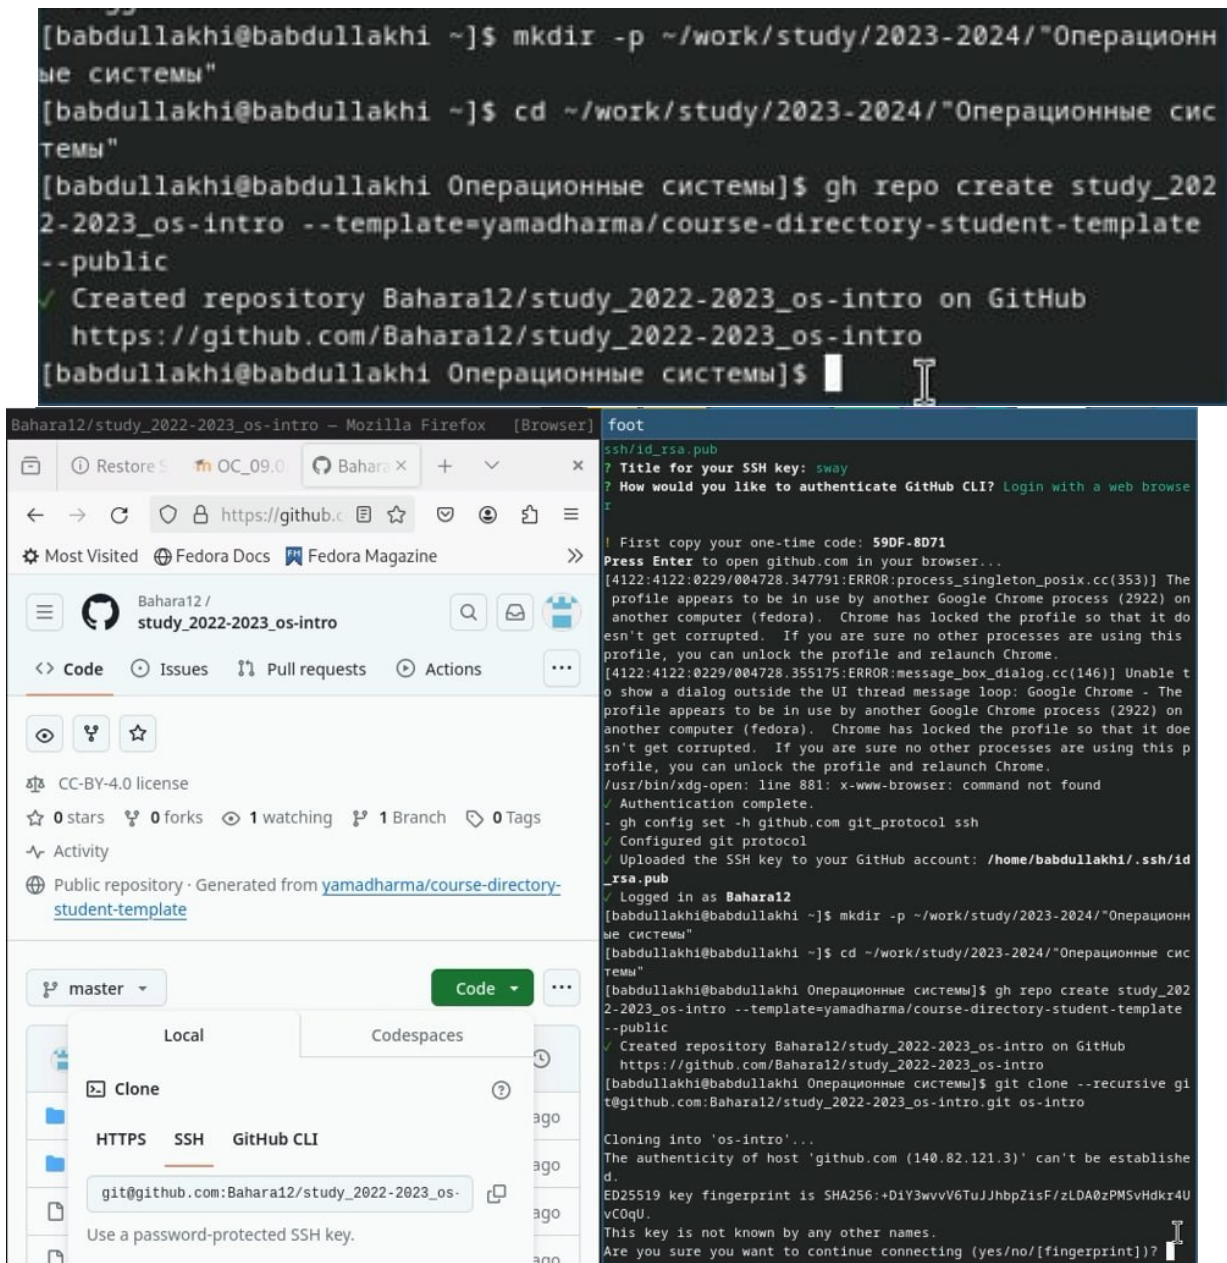 [babdullakhi@babdullakhi ~]$ mkdir -p ~/work/study/2023-2024/"Операционн
ые системы"
[babdullakhi@babdullakhi ~]$ cd ~/work/study/2023-2024/"Операционные сис
темы"
[babdullakhi@babdullakhi Операционные системы]$ gh repo create study_202
2-2023_os-intro --template=yamadharma/course-directory-student-template
--public
✓ Created repository Bahara12/study_2022-2023_os-intro on GitHub
https://github.com/Bahara12/study_2022-2023_os-intro
[babdullakhi@babdullakhi Операционные системы]$
Bahara12/study_2022-2023_os-intro — Mozilla Firefox [Browser]
Restore S OC_09.0 Bahara
https://github.c
Most Visited Fedora Docs Fedora Magazine
Bahara12 /
study_2022-2023_os-intro
Code Issues Pull requests Actions
CC-BY-4.0 license
0 stars 0 forks 1 watching 1 Branch 0 Tags
Activity
Public repository · Generated from yamadharma/course-directory-
student-template
master Code
Local Codespaces
Clone
HTTPS SSH GitHub CLI
ago
ago
git@github.com:Bahara12/study_2022-2023_os-
ago
Use a password-protected SSH key.
ago
foot
ssh/id_rsa.pub
? Title for your SSH key: sway
? How would you like to authenticate GitHub CLI? Login with a web browse
r
! First copy your one-time code: 59DF-8D71
Press Enter to open github.com in your browser...
[4122:4122:0229/004728.347791:ERROR:process_singleton_posix.cc(353)] The
profile appears to be in use by another Google Chrome process (2922) on
another computer (fedora).  Chrome has locked the profile so that it do
esn't get corrupted.  If you are sure no other processes are using this
profile, you can unlock the profile and relaunch Chrome.
[4122:4122:0229/004728.355175:ERROR:message_box_dialog.cc(146)] Unable t
o show a dialog outside the UI thread message loop: Google Chrome - The
profile appears to be in use by another Google Chrome process (2922) on
another computer (fedora).  Chrome has locked the profile so that it doe
sn't get corrupted.  If you are sure no other processes are using this p
rofile, you can unlock the profile and relaunch Chrome.
/usr/bin/xdg-open: line 881: x-www-browser: command not found
✓ Authentication complete.
- gh config set -h github.com git_protocol ssh
✓ Configured git protocol
✓ Uploaded the SSH key to your GitHub account: /home/babdullakhi/.ssh/id
_rsa.pub
✓ Logged in as Bahara12
[babdullakhi@babdullakhi ~]$ mkdir -p ~/work/study/2023-2024/"Операционн
ые системы"
[babdullakhi@babdullakhi ~]$ cd ~/work/study/2023-2024/"Операционные сис
темы"
[babdullakhi@babdullakhi Операционные системы]$ gh repo create study_202
2-2023_os-intro --template=yamadharma/course-directory-student-template
--public
✓ Created repository Bahara12/study_2022-2023_os-intro on GitHub
https://github.com/Bahara12/study_2022-2023_os-intro
[babdullakhi@babdullakhi Операционные системы]$ git clone --recursive gi
t@github.com:Bahara12/study_2022-2023_os-intro.git os-intro
Cloning into 'os-intro'...
The authenticity of host 'github.com (140.82.121.3)' can't be establishe
d.
ED25519 key fingerprint is SHA256:+DiY3wvvV6TuJJhbpZisF/zLDA0zPMSvHdkr4U
vCOqU.
This key is not known by any other names.
Are you sure you want to continue connecting (yes/no/[fingerprint])?